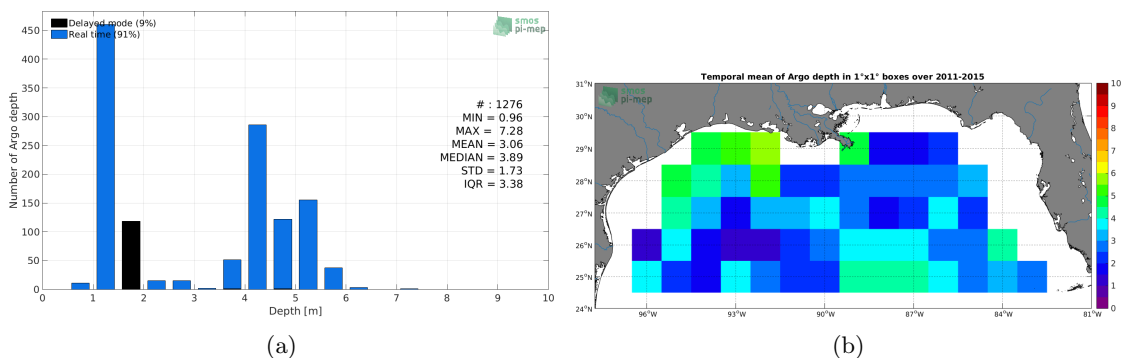 Delayed mode (9%)
Real time (91%)
smos
pi-mep
# : 1276
MIN = 0.96
MAX = 7.28
MEAN = 3.06
MEDIAN = 3.89
STD = 1.73
IQR = 3.38
Number of Argo depth
450
400
350
300
250
200
150
100
50
0
0 1 2 3 4 5 6 7 8 9 10
Depth [m]
(a)
Temporal mean of Argo depth in 1°x1° boxes over 2011-2015
smos
pi-mep
31°N
30°N
29°N
28°N
27°N
26°N
25°N
24°N
96°W 93°W 90°W 87°W 84°W 81°W
10
9
8
7
6
5
4
3
2
1
0
(b)